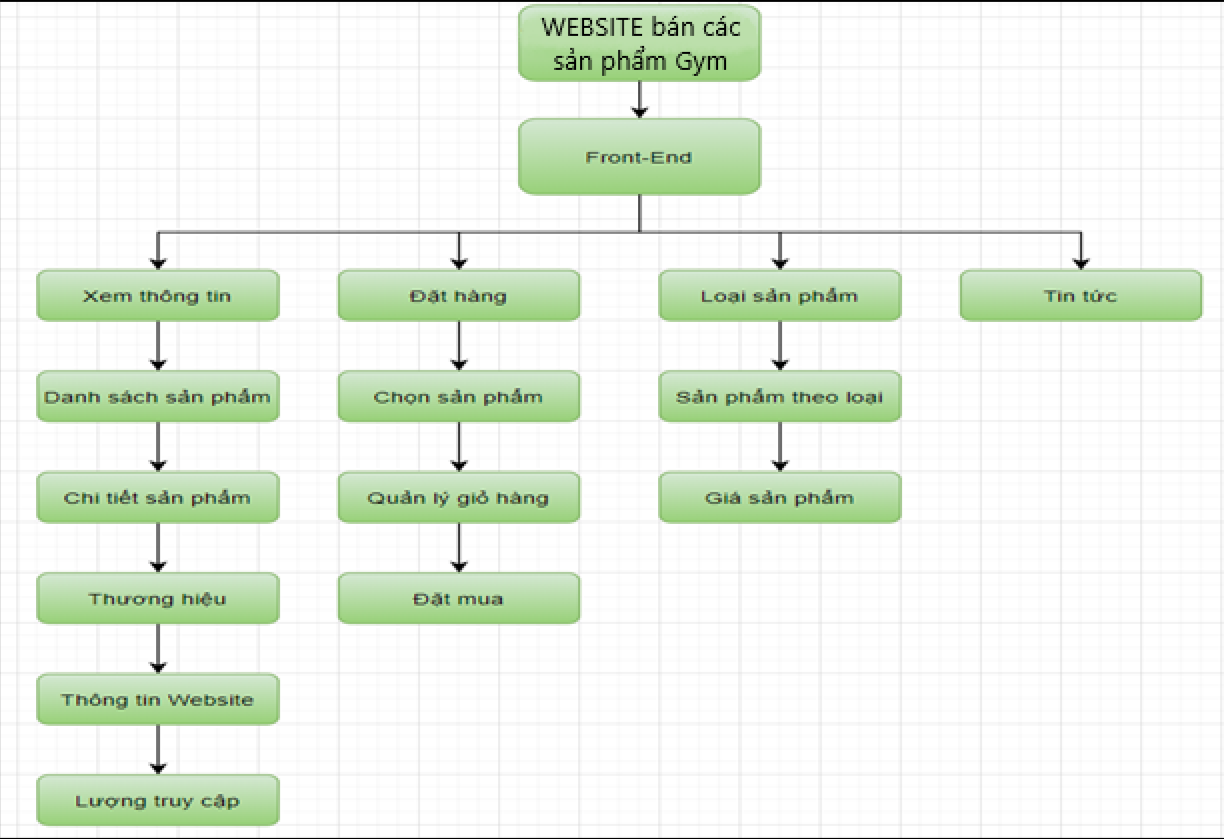 WEBSITE bán các
sản phẩm Gym
Front-End
Xem thông tin
Đặt hàng
Loại sản phẩm
Tin tức
Danh sách sản phẩm
Chọn sản phẩm
Sản phẩm theo loại
Chi tiết sản phẩm
Quản lý giỏ hàng
Giá sản phẩm
Thương hiệu
Đặt mua
Thông tin Website
Lượng truy cập